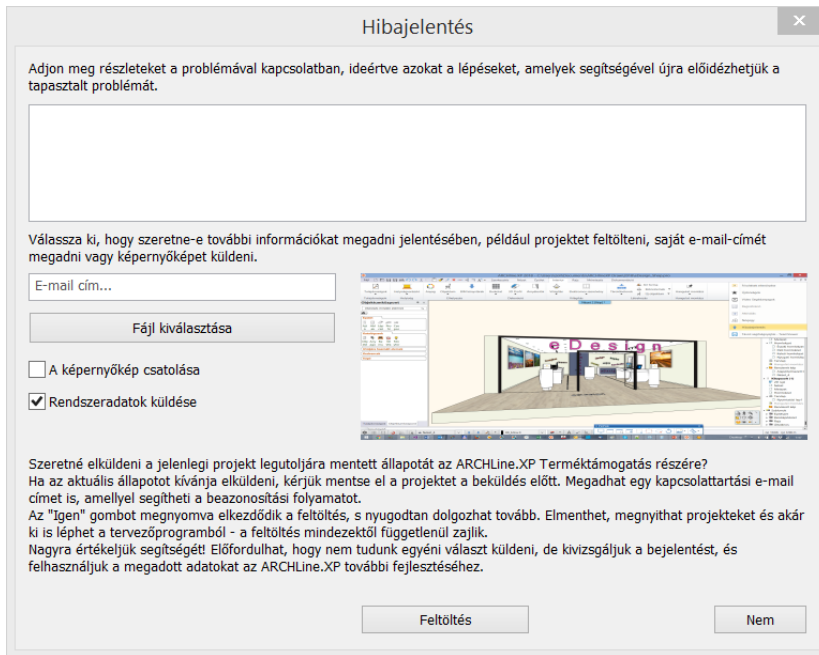 Hibajelentés
Adjon meg részleteket a problémával kapcsolatban, ideértve azokat a lépéseket, amelyek segítségével újra előidézhetjük a
tapasztalt problémát.
Válassza ki, hogy szeretne-e további információkat megadni jelentésében, például projektet feltölteni, saját e-mail-címét
megadni vagy képernyőképet küldeni.
E-mail cím...
Fájl kiválasztása
A képernyőkép csatolása
Rendszeradatok küldése
eDesign
Szeretné elküldeni a jelenlegi projekt legutoljára mentett állapotát az ARCHLine.XP Terméktámogatás részére?
Ha az aktuális állapotot kívánja elküldeni, kérjük mentse el a projektet a beküldés előtt. Megadhat egy kapcsolattartási e-mail
címet is, amellyel segítheti a beazonosítási folyamatot.
Az "Igen" gombot megnyomva elkezdődik a feltöltés, s nyugodtan dolgozhat tovább. Elmenthet, megnyithat projekteket és akár
ki is léphet a tervezőprogramból - a feltöltés mindezektől függetlenül zajlik.
Nagyra értékeljük segítségét! Előfordulhat, hogy nem tudunk egyéni választ küldeni, de kivizsgáljuk a bejelentést, és
felhasználjuk a megadott adatokat az ARCHLine.XP további fejlesztéséhez.
Feltöltés
Nem